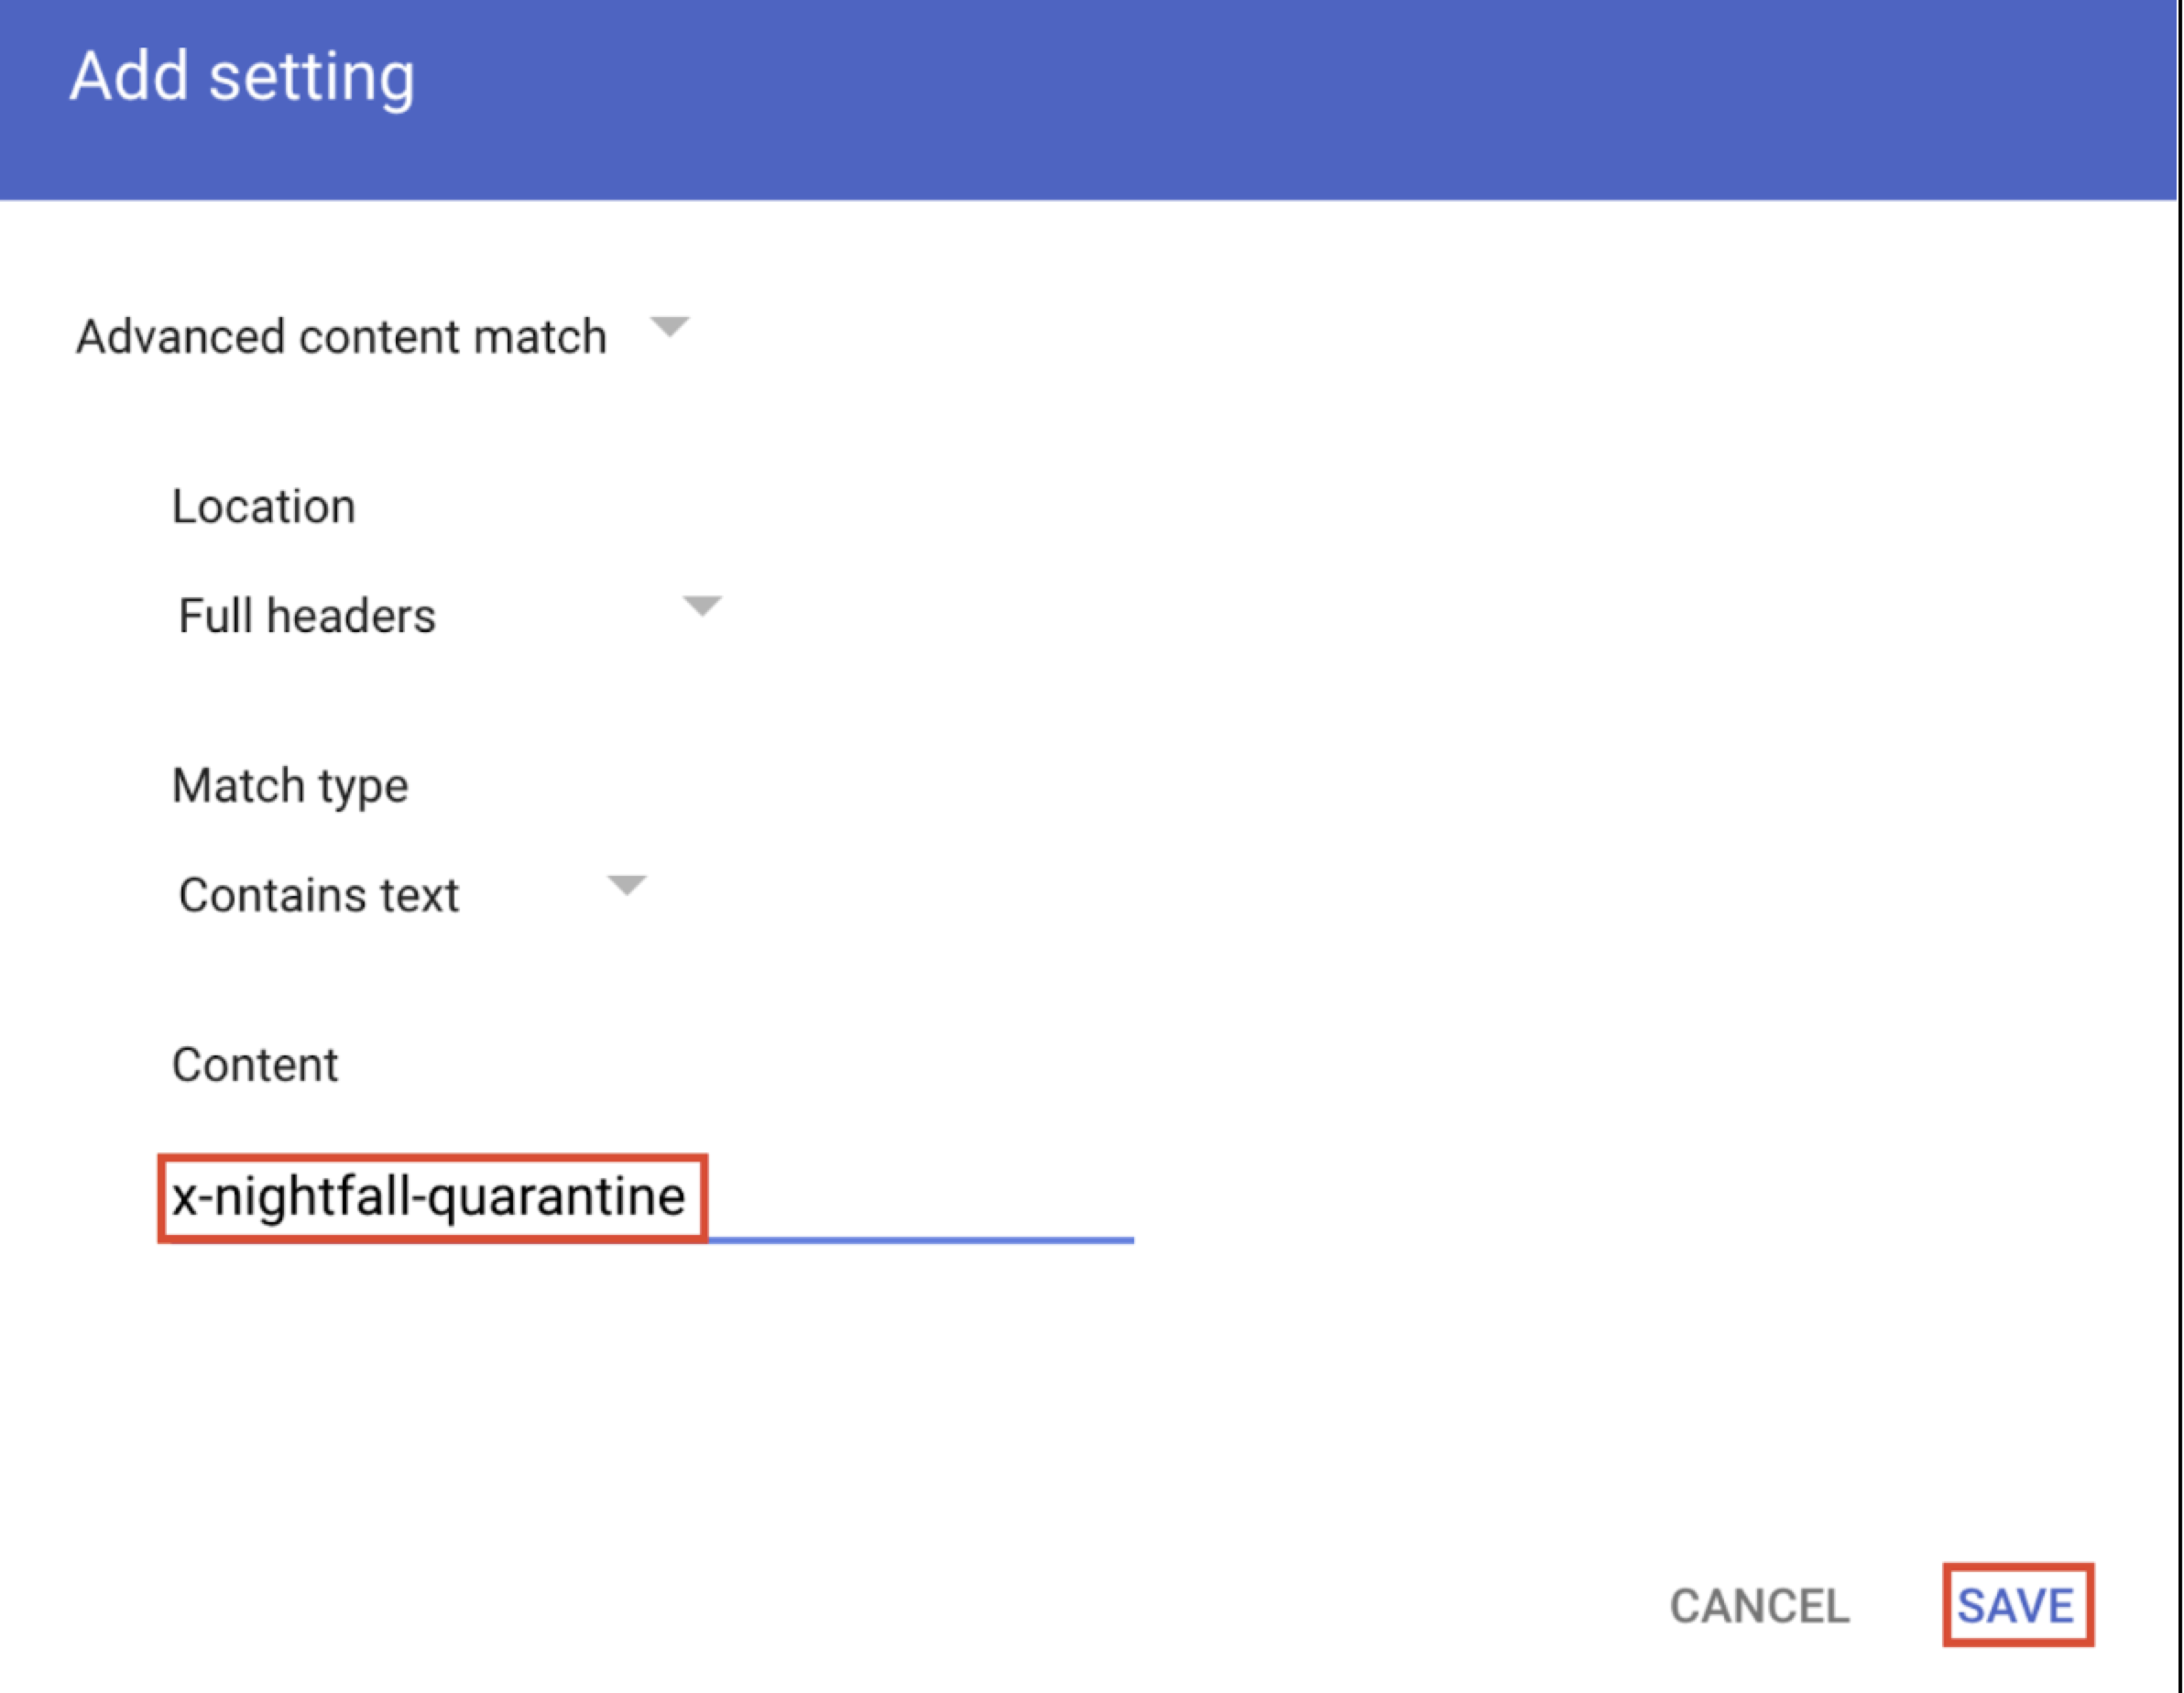 Add setting
Advanced content match
Location
Full headers
Match type
Contains text
Content
x-nightfall-quarantine
CANCEL SAVE